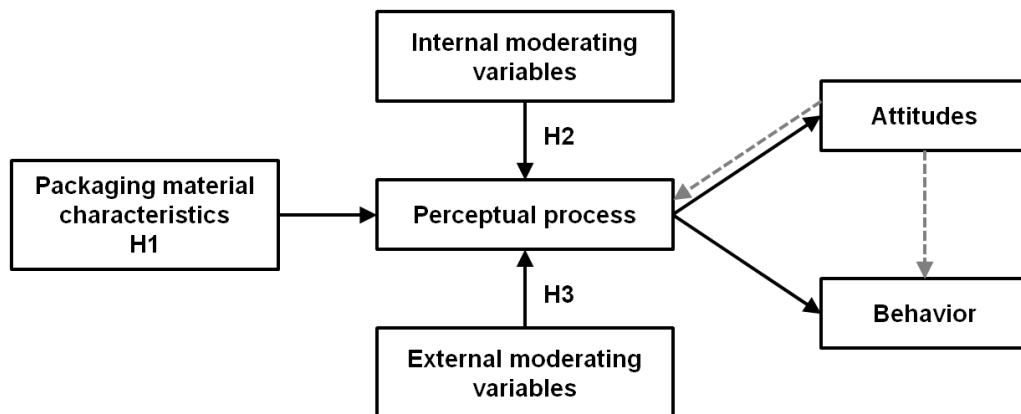 Internal moderating
variables
H2
Attitudes
Packaging material
characteristics
H1
Perceptual process
H3
Behavior
External moderating
variables